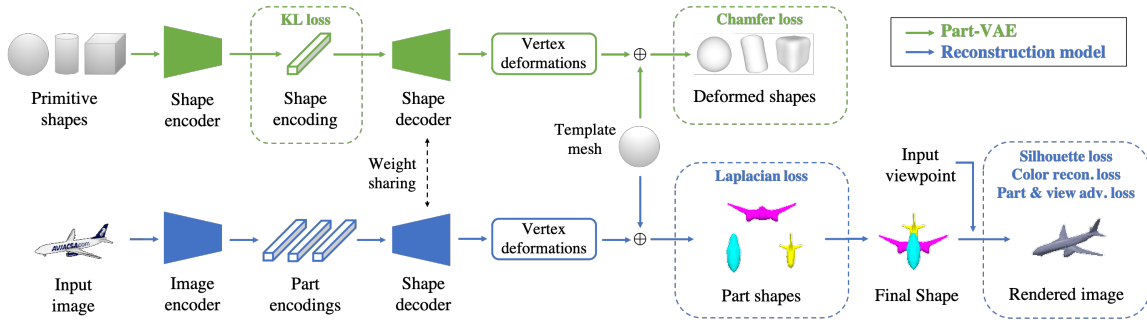 KL loss
Chamfer loss
Part-VAE
Reconstruction model
Primitive
shapes
Shape
encoder
Shape
encoding
Shape
decoder
Vertex
deformations
Deformed shapes
Template
mesh
Weight
sharing
Input
viewpoint
Laplacian loss
Silhouette loss
Color recon. loss
Part & view adv. loss
AVIACSA.com
Input
image
Image
encoder
Part
encodings
Shape
decoder
Vertex
deformations
Part shapes
Final Shape
Rendered image